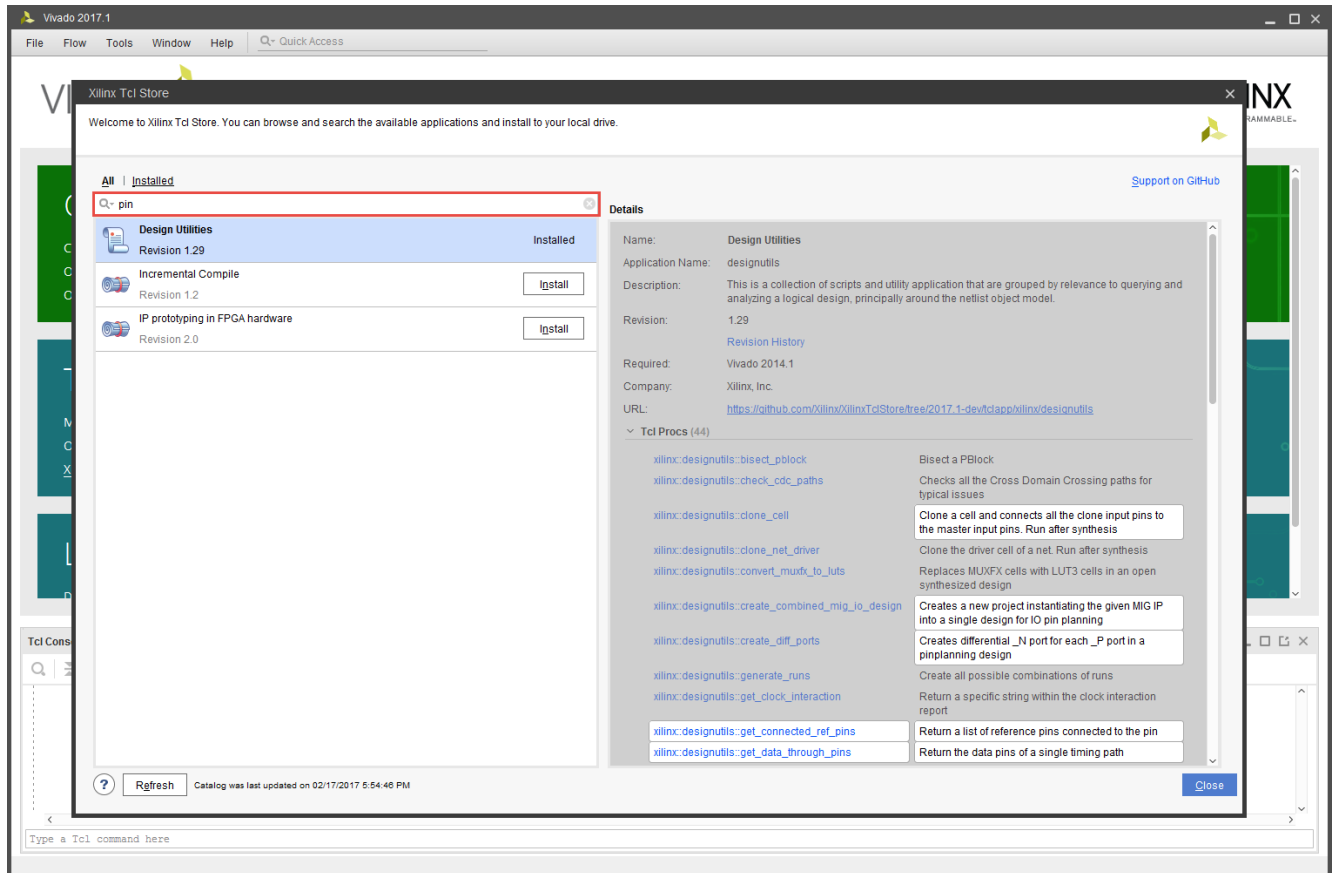 Vivado 2017.1
File Flow Tools Window Help Quick Access
VI
INX
RAMMABLE.
Xilinx Tcl Store
Welcome to Xilinx Tcl Store. You can browse and search the available applications and install to your local drive.
All | Installed
Support on GitHub
pin
Design Utilities
Revision 1.29
Installed
Incremental Compile
Revision 1.2
Install
IP prototyping in FPGA hardware
Revision 2.0
Install
Details
Name: Design Utilities
Application Name: designutils
Description: This is a collection of scripts and utility application that are grouped by relevance to querying and
analyzing a logical design, principally around the netlist object model.
Revision: 1.29
Revision History
Required: Vivado 2014.1
Company: Xilinx, Inc.
URL: https://github.com/Xilinx/XilinxTclStore/tree/2017.1-dev/tclapp/xilinx/designutils
Tcl Procs (44)
xilinx::designutils::bisect_pblock Bisect a PBlock
xilinx::designutils::check_cdc_paths Checks all the Cross Domain Crossing paths for
typical issues
xilinx::designutils::clone_cell Clone a cell and connects all the clone input pins to
the master input pins. Run after synthesis
xilinx::designutils::clone_net_driver Clone the driver cell of a net. Run after synthesis
xilinx::designutils::convert_muxfx_to_luts Replaces MUXFX cells with LUT3 cells in an open
synthesized design
xilinx::designutils::create_combined_mig_io_design Creates a new project instantiating the given MIG IP
into a single design for IO pin planning
xilinx::designutils::create_diff_ports Creates differential _N port for each _P port in a
pinplanning design
xilinx::designutils::generate_runs Create all possible combinations of runs
xilinx::designutils::get_clock_interaction Return a specific string within the clock interaction
report
xilinx::designutils::get_connected_ref_pins Return a list of reference pins connected to the pin
xilinx::designutils::get_data_through_pins Return the data pins of a single timing path
? Refresh Catalog was last updated on 02/17/2017 5:54:46 PM
Close
Tcl Cons
Type a Tcl command here